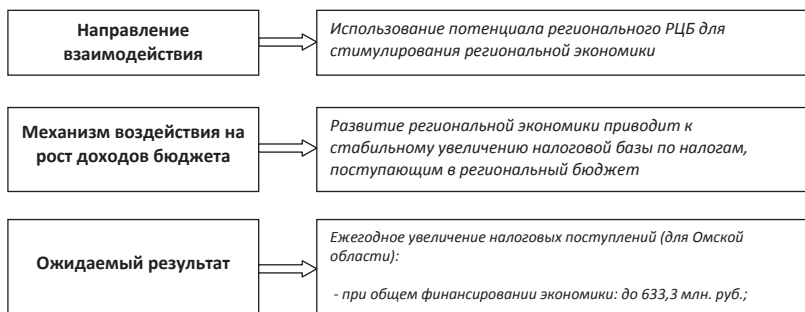 Направление
взаимодействия
Использование потенциала регионального РЦБ для
стимулирования региональной экономики
Механизм воздействия на
рост доходов бюджета
Развитие региональной экономики приводит к
стабильному увеличению налоговой базы по налогам,
поступающим в региональный бюджет
Ожидаемый результат
Ежегодное увеличение налоговых поступлений (для Омской
области):
- при общем финансировании экономики: до 633,3 млн. руб.;